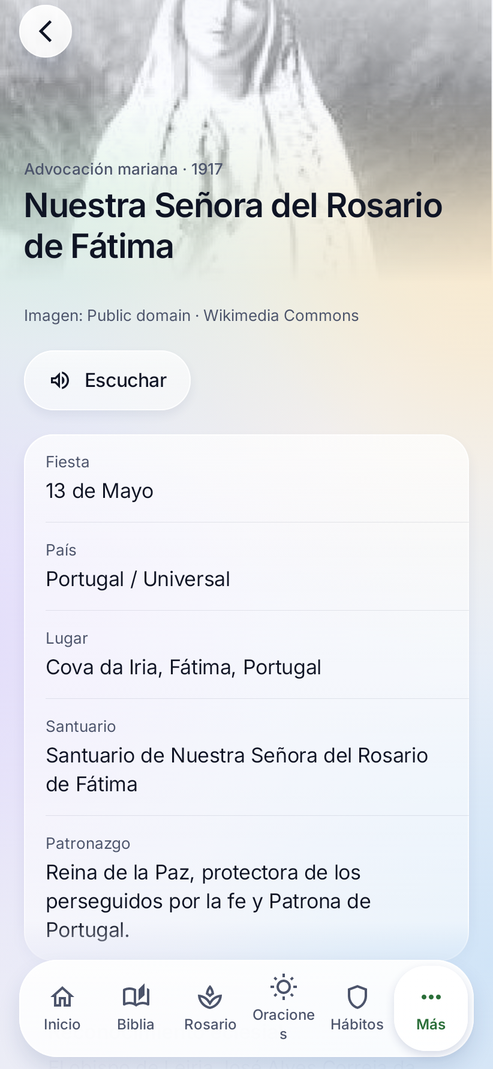 Advocación mariana · 1917
Nuestra Señora del Rosario
de Fátima
Imagen: Public domain · Wikimedia Commons
Escuchar
Fiesta
13 de Mayo
País
Portugal / Universal
Lugar
Cova da Iria, Fátima, Portugal
Santuario
Santuario de Nuestra Señora del Rosario
de Fátima
Patronazgo
Reina de la Paz, protectora de los
perseguidos por la fe y Patrona de
Portugal.
Inicio
Biblia
Rosario
Oracione
s
Hábitos
Más